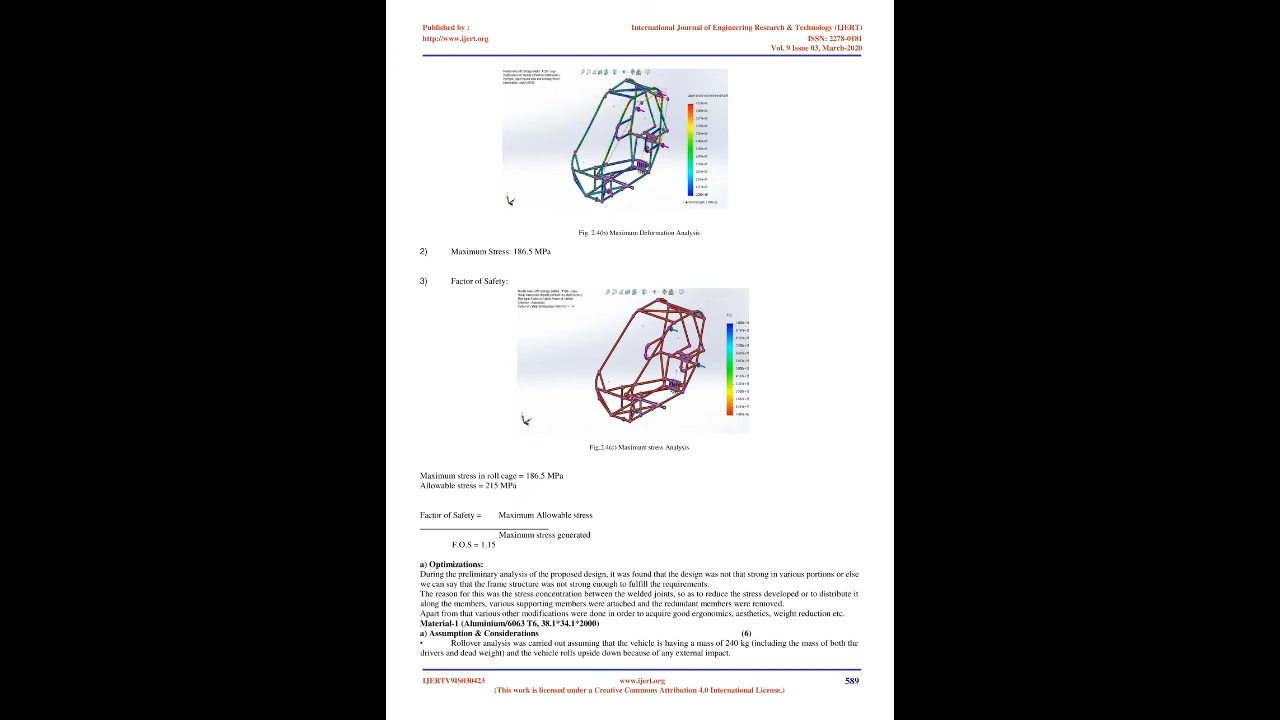 Published by :
International Journal of Engineering Research & Technology (IJERT)
http://www.ijert.org
ISSN: 2278-0181
Vol. 9 Issue 03, March-2020
Fig. 2.4(b) Maximum Deformation Analysis
2) Maximum Stress: 186.5 MPa
3) Factor of Safety:
Fig.2.4(c) Maximum stress Analysis
Maximum stress in roll cage = 186.5 MPa
Allowable stress = 215 MPa
Factor of Safety = Maximum Allowable stress
Maximum stress generated
F.O.S = 1.15
a) Optimizations:
During the preliminary analysis of the proposed design, it was found that the design was not that strong in various portions or else
we can say that the frame structure was not strong enough to fulfill the requirements.
The reason for this was the stress concentration between the welded joints, so as to reduce the stress developed or to distribute it
along the members, various supporting members were attached and the redundant members were removed.
Apart from that various other modifications were done in order to acquire good ergonomics, aesthetics, weight reduction etc.
Material-1 (Aluminium/6063 T6, 38.1*34.1*2000)
a) Assumption & Considerations (6)
• Rollover analysis was carried out assuming that the vehicle is having a mass of 240 kg (including the mass of both the
drivers and dead weight) and the vehicle rolls upside down because of any external impact.
IJERTV9IS030423 www.ijert.org 589
(This work is licensed under a Creative Commons Attribution 4.0 International License.)